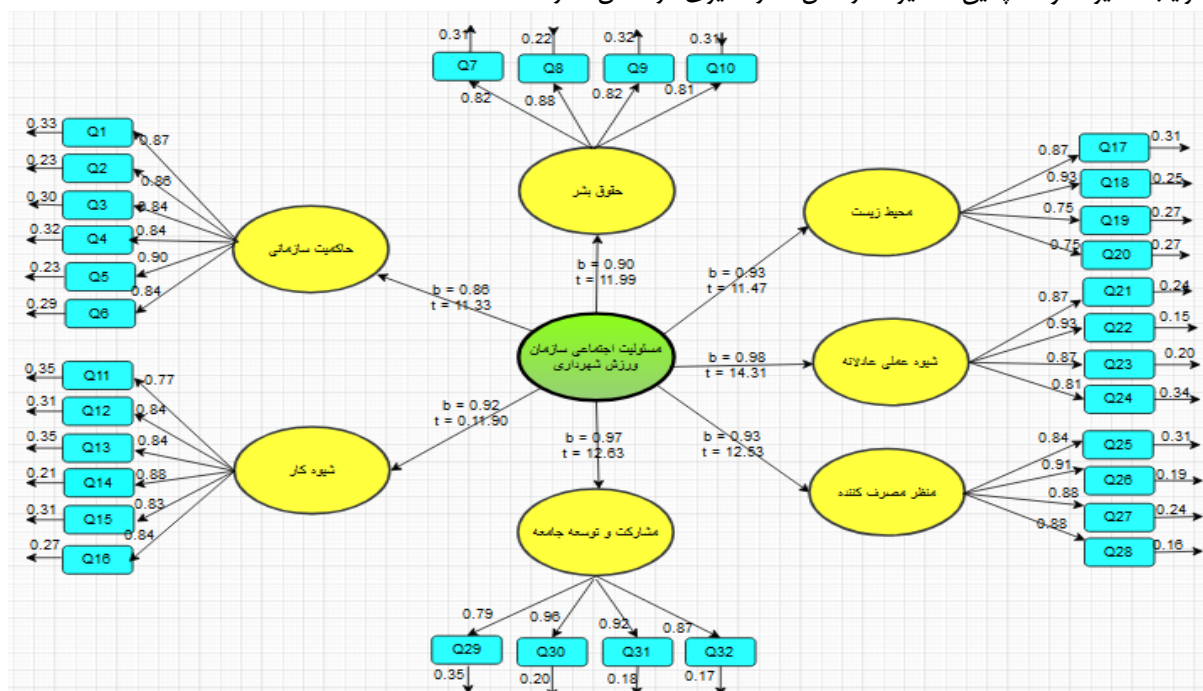 0.31
0.22
0.32
0.31
Q7
Q8
Q9
Q10
0.82
0.88
0.82
0.81
حقوق بشر
0.33
Q1
0.87
0.23
Q2
0.86
0.30
Q3
0.84
0.32
Q4
0.84
0.23
Q5
0.90
0.29
Q6
0.84
حاکمیت سازمانی
b = 0.86
t = 11.33
b = 0.90
t = 11.99
b = 0.93
t = 11.47
محیط زیست
0.87
Q17
0.31
0.93
Q18
0.25
0.75
Q19
0.27
0.75
Q20
0.27
مسئولیت اجتماعی سازمان
ورزش شهرداری
b = 0.98
t = 14.31
شیوه عملی عادلانه
0.87
Q21
0.24
0.93
Q22
0.15
0.87
Q23
0.20
0.81
Q24
0.34
0.35
Q11
0.77
0.31
Q12
0.84
0.35
Q13
0.84
0.21
Q14
0.88
0.31
Q15
0.83
0.27
Q16
0.84
شیوه کار
b = 0.92
t = 0.11.90
b = 0.97
t = 12.63
b = 0.93
t = 12.53
منظر مصرف کننده
0.84
Q25
0.31
0.91
Q26
0.19
0.88
Q27
0.24
0.88
Q28
0.16
مشارکت و توسعه جامعه
0.79
0.96
0.92
0.87
Q29
Q30
Q31
Q32
0.35
0.20
0.18
0.17